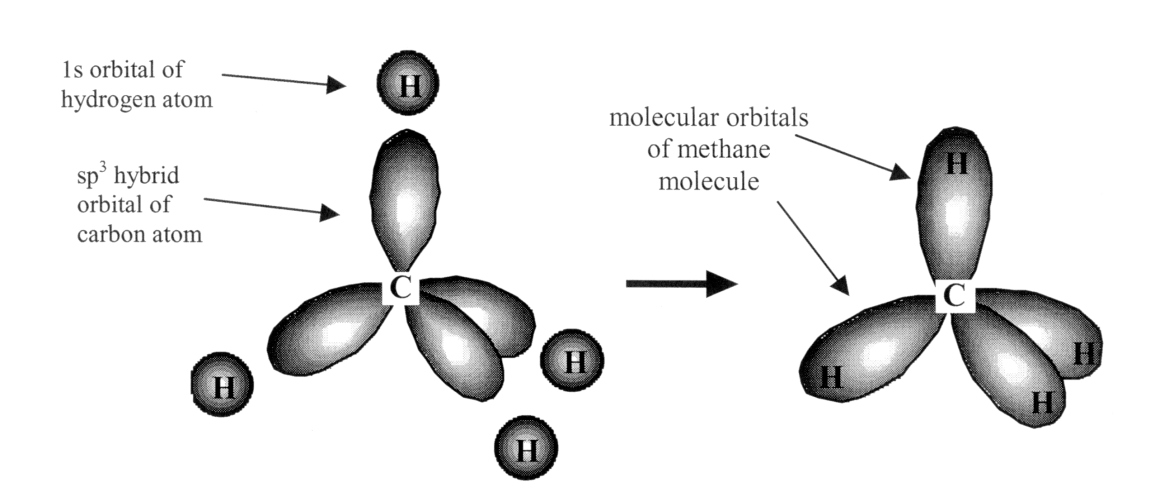 1s orbital of
hydrogen atom
H
sp³ hybrid
orbital of
carbon atom
C
H
H
H
molecular orbitals
of methane
molecule
H
C
H
H
H